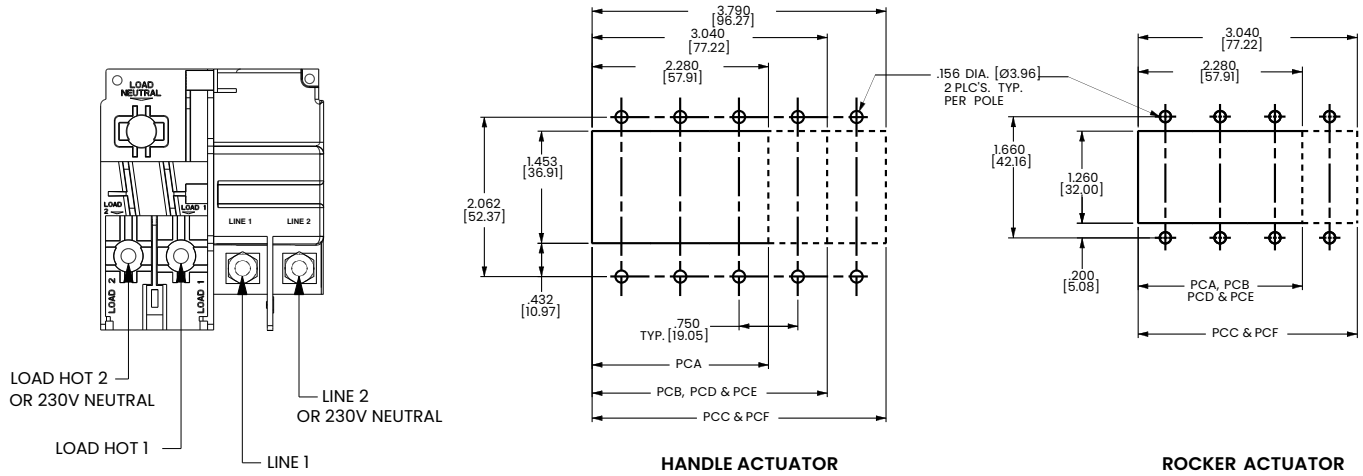 LOAD
NEUTRAL
LOAD
2
LOAD 1
LINE 1
LINE 2
LOAD 2
LOAD 1
LOAD HOT 2
OR 230V NEUTRAL
LOAD HOT 1
LINE 2
OR 230V NEUTRAL
LINE 1
3.790
[96.27]
3.040
[77.22]
2.280
[57.91]
.156 DIA. [Ø3.96]
2 PLC'S. TYP.
PER POLE
1.453
[36.91]
2.062
[52.37]
.432
[10.97]
.750
TYP. [19.05]
PCA
PCB, PCD & PCE
PCC & PCF
HANDLE ACTUATOR
3.040
[77.22]
2.280
[57.91]
1.660
[42.16]
1.260
[32.00]
.200
[5.08]
PCA, PCB
PCD & PCE
PCC & PCF
ROCKER ACTUATOR